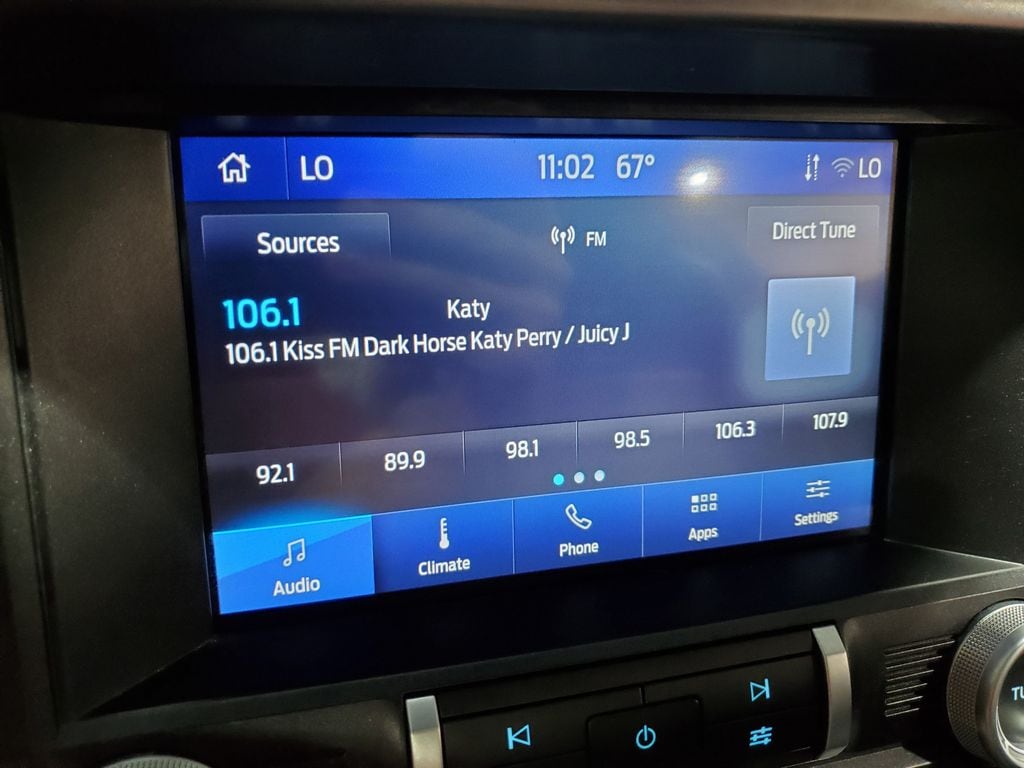 LO 11:02 67° LO
Sources FM Direct Tune
106.1 Katy
106.1 Kiss FM Dark Horse Katy Perry / Juicy J
92.1 89.9 98.1 98.5 106.3 107.9
Audio Climate Phone Apps Settings